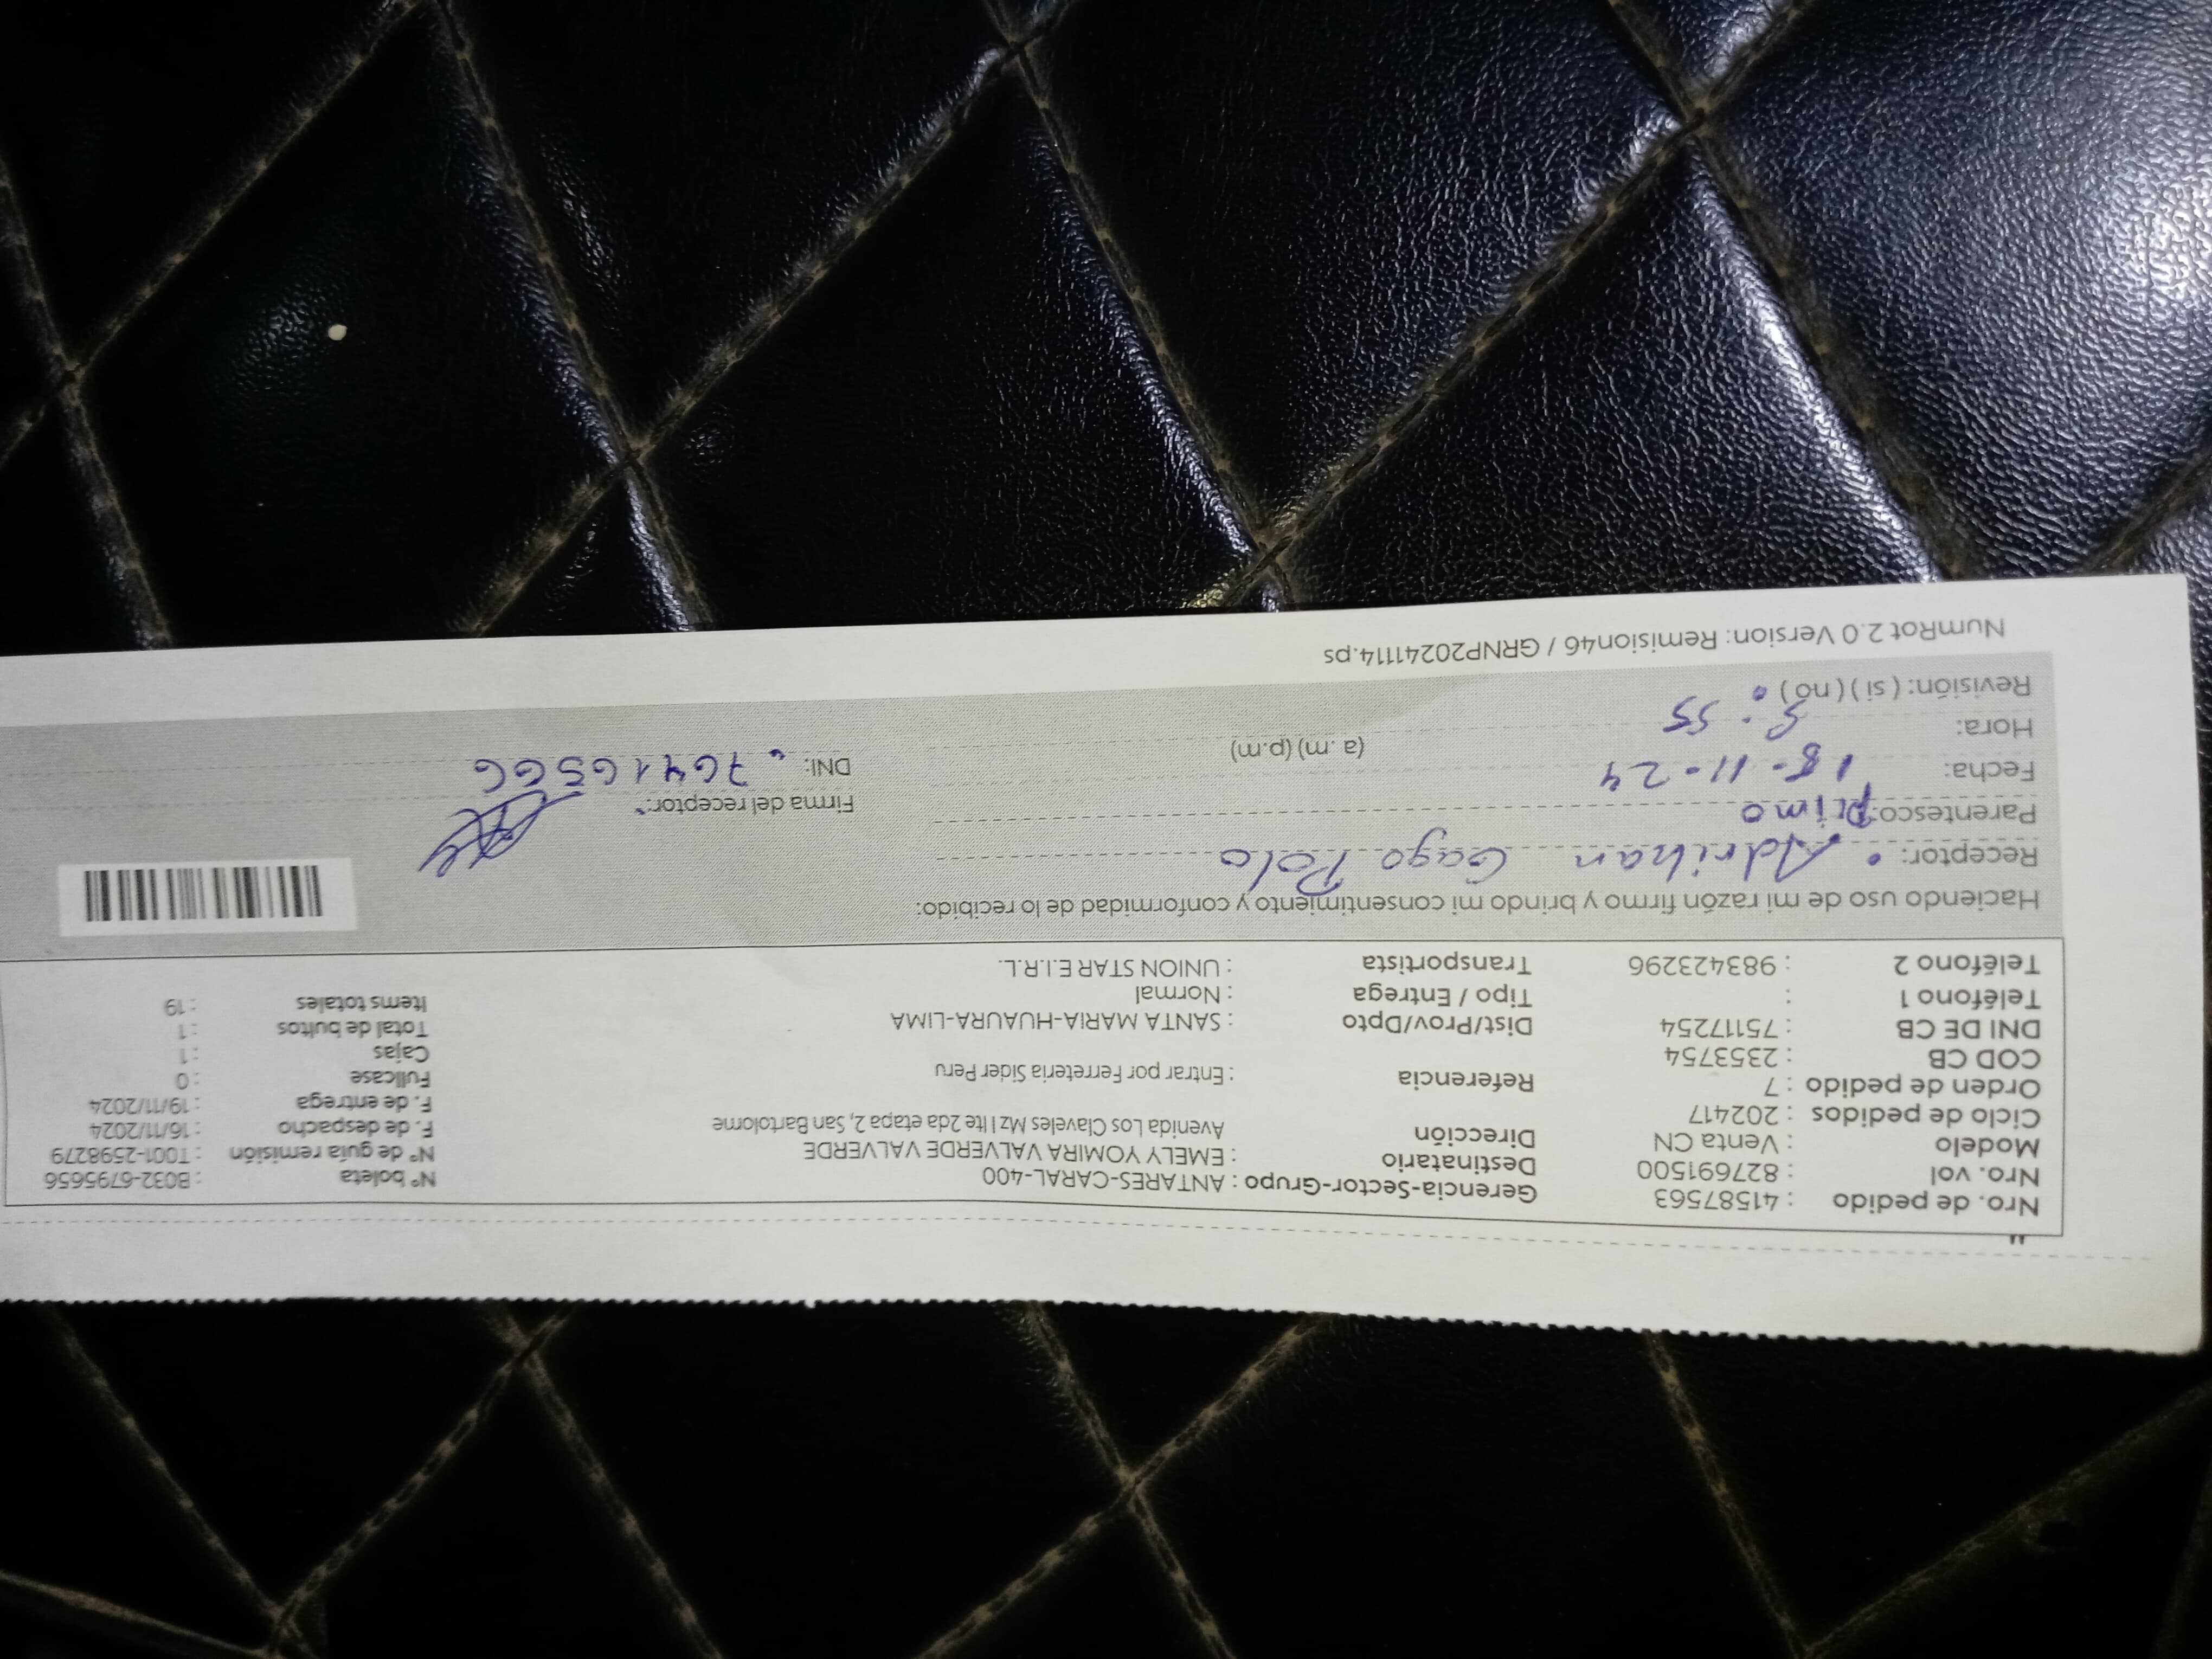 Nro. de pedido : 41587563
Nro. vol : 827691500
Modelo : Venta CN
Ciclo de pedidos : 202417
Orden de pedido : 7
COD CB : 2353754
DNI DE CB : 75117254
Teléfono 1 :
Teléfono 2 : 983423296
Gerencia-Sector-Grupo : ANTARES-CARAL-400
Destinatario : EMELY YOMIRA VALVERDE VALVERDE
Dirección Avenida Los Claveles Mz I lte 2da etapa 2, San Bartolome
Referencia : Entrar por Ferreteria Sider Peru
Dist/Prov/Dpto : SANTA MARIA-HUAURA-LIMA
Tipo / Entrega : Normal
Transportista : UNION STAR E.I.R.L.
N° boleta : B032-6795656
N° de guía remisión : T001-2598279
F. de despacho : 16/11/2024
F. de entrega : 19/11/2024
Fullcase : 0
Cajas : 1
Total de bultos : 1
Items totales : 19
Haciendo uso de mi razón firmo y brindo mi consentimiento y conformidad de lo recibido:
Receptor: Adrihan Gago Polo
Parentesco: primo
Fecha: 18-11-24
Hora: : 55 (a .m) (p.m)
Revisión: ( si ) ( no )
Firma del receptor:
DNI: 76416566
NumRot 2.0 Version: Remision46 / GRNP20241114.ps